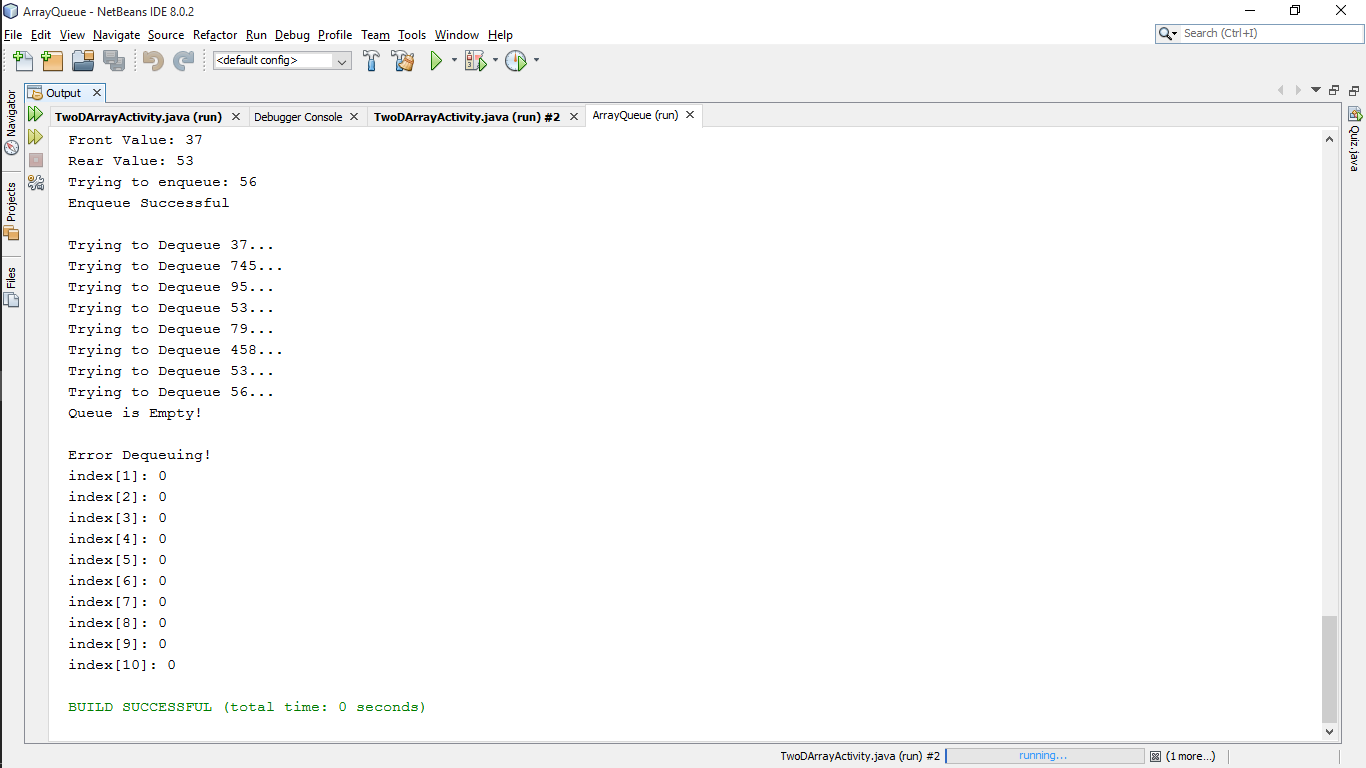 ArrayQueue - NetBeans IDE 8.0.2
File Edit View Navigate Source Refactor Run Debug Profile Team Tools Window Help
Search (Ctrl+I)
<default config>
Navigator
Projects
Files
Output
TwoDArrayActivity.java (run)
Debugger Console
TwoDArrayActivity.java (run) #2
ArrayQueue (run)
Quiz.java
Front Value: 37
Rear Value: 53
Trying to enqueue: 56
Enqueue Successful
Trying to Dequeue 37...
Trying to Dequeue 745...
Trying to Dequeue 95...
Trying to Dequeue 53...
Trying to Dequeue 79...
Trying to Dequeue 458...
Trying to Dequeue 53...
Trying to Dequeue 56...
Queue is Empty!
Error Dequeuing!
index[1]: 0
index[2]: 0
index[3]: 0
index[4]: 0
index[5]: 0
index[6]: 0
index[7]: 0
index[8]: 0
index[9]: 0
index[10]: 0
BUILD SUCCESSFUL (total time: 0 seconds)
TwoDArrayActivity.java (run) #2 running... (1 more...)